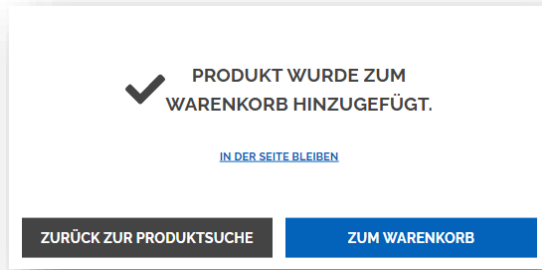 PRODUKT WURDE ZUM
WARENKORB HINZUGEFÜGT.
IN DER SEITE BLEIBEN
ZURÜCK ZUR PRODUKTSUCHE
ZUM WARENKORB